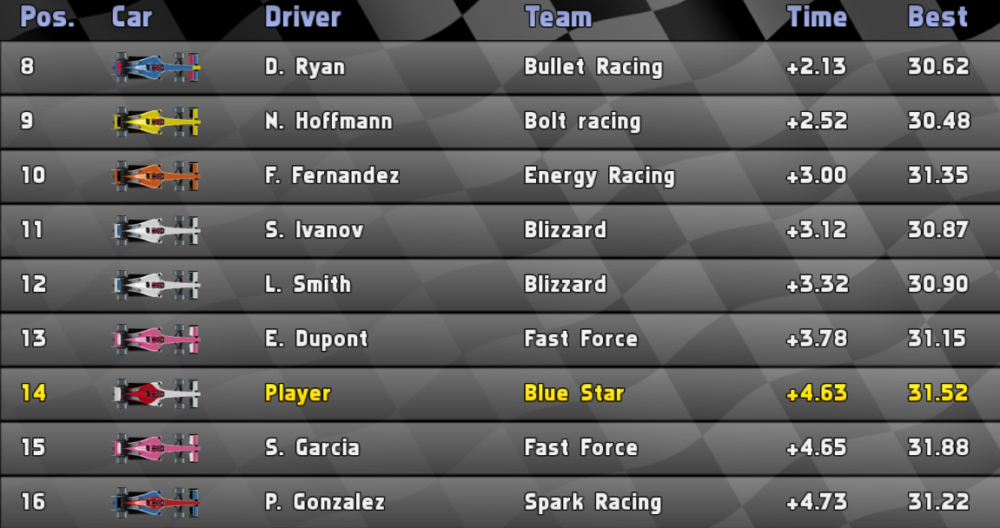 Pos. Car Driver Team Time Best
8 D. Ryan Bullet Racing +2.13 30.62
9 N. Hoffmann Bolt racing +2.52 30.48
10 F. Fernandez Energy Racing +3.00 31.35
11 S. Ivanov Blizzard +3.12 30.87
12 L. Smith Blizzard +3.32 30.90
13 E. Dupont Fast Force +3.78 31.15
14 Player Blue Star +4.63 31.52
15 S. Garcia Fast Force +4.65 31.88
16 P. Gonzalez Spark Racing +4.73 31.22